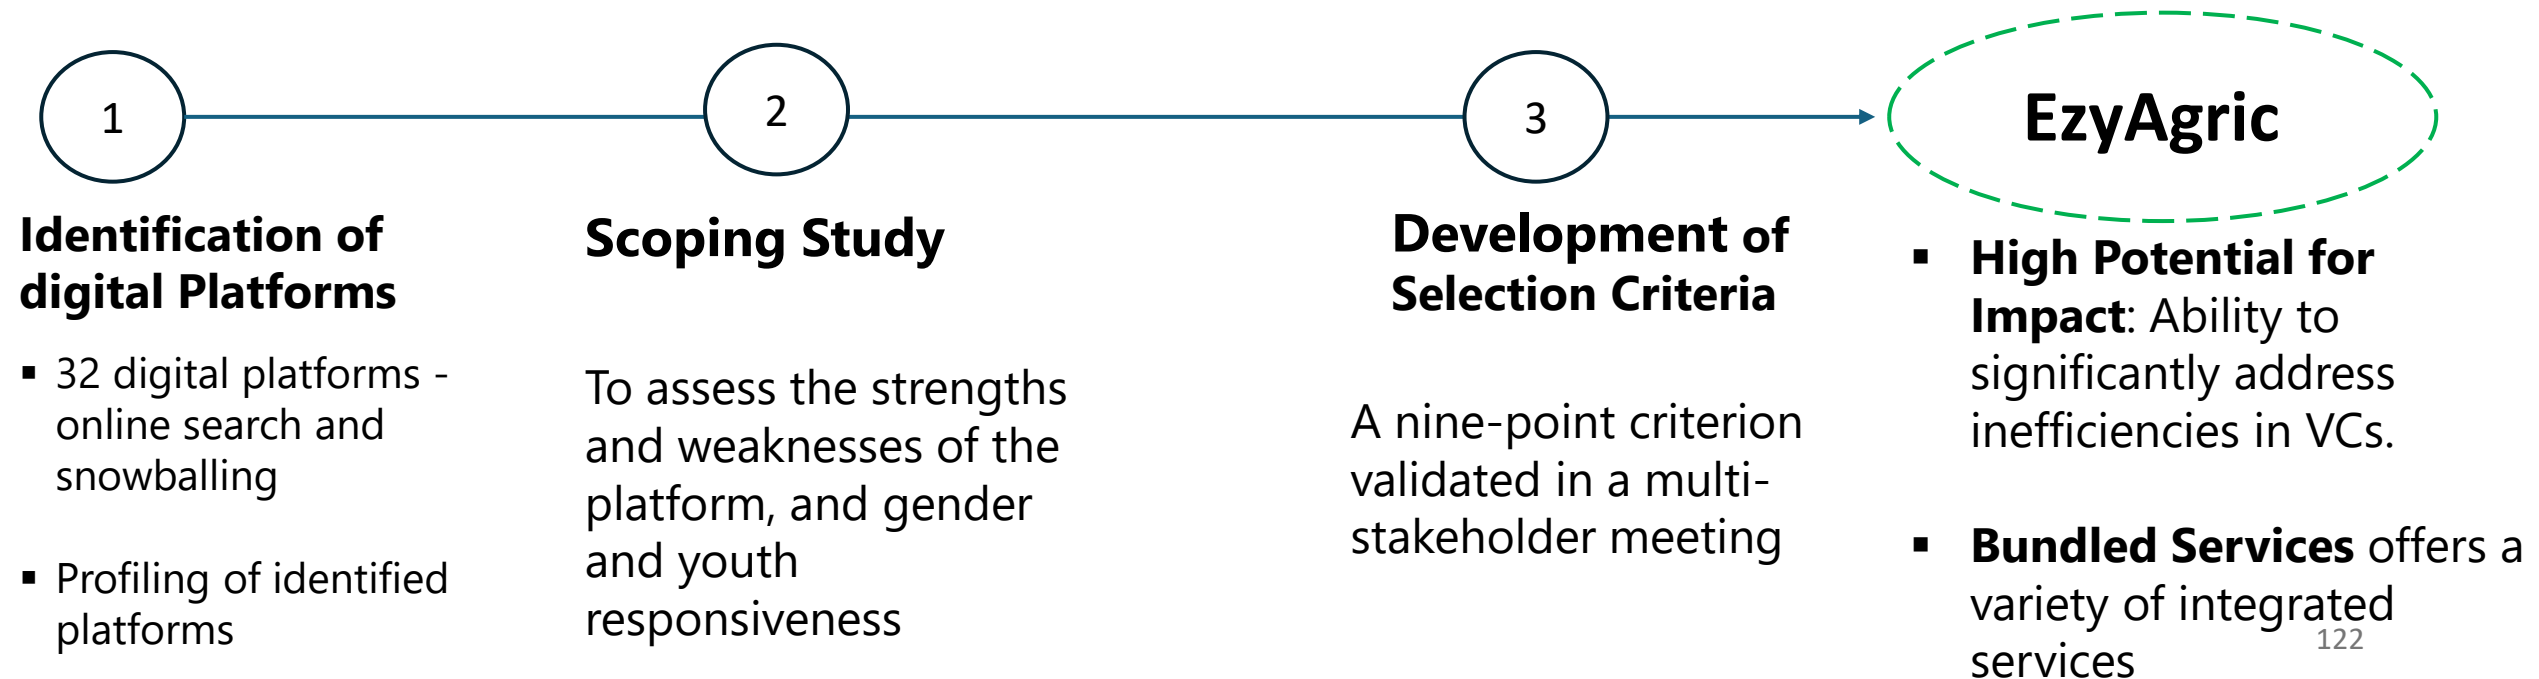 1
2
3
EzyAgric
Identification of
digital Platforms
▪ 32 digital platforms -
online search and
snowballing
▪ Profiling of identified
platforms
Scoping Study
To assess the strengths
and weaknesses of the
platform, and gender
and youth
responsiveness
Development of
Selection Criteria
A nine-point criterion
validated in a multi-
stakeholder meeting
▪ High Potential for
Impact: Ability to
significantly address
inefficiencies in VCs.
▪ Bundled Services offers a
variety of integrated
services
122